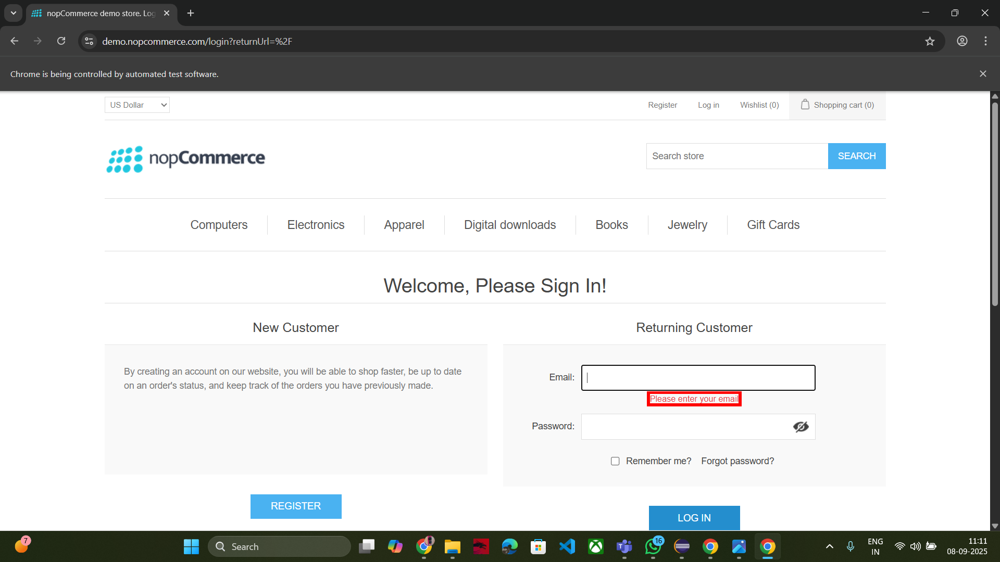 nopCommerce demo store. Log
demo.nopcommerce.com/login?returnUrl=%2F
Chrome is being controlled by automated test software.
US Dollar
Register
Log in
Wishlist (0)
Shopping cart (0)
nopCommerce
Search store
SEARCH
Computers
Electronics
Apparel
Digital downloads
Books
Jewelry
Gift Cards
Welcome, Please Sign In!
New Customer
By creating an account on our website, you will be able to shop faster, be up to date
on an order's status, and keep track of the orders you have previously made.
REGISTER
Returning Customer
Email:
Please enter your email
Password:
Remember me?
Forgot password?
LOG IN
7
Search
16
ENG
IN
11:11
08-09-2025